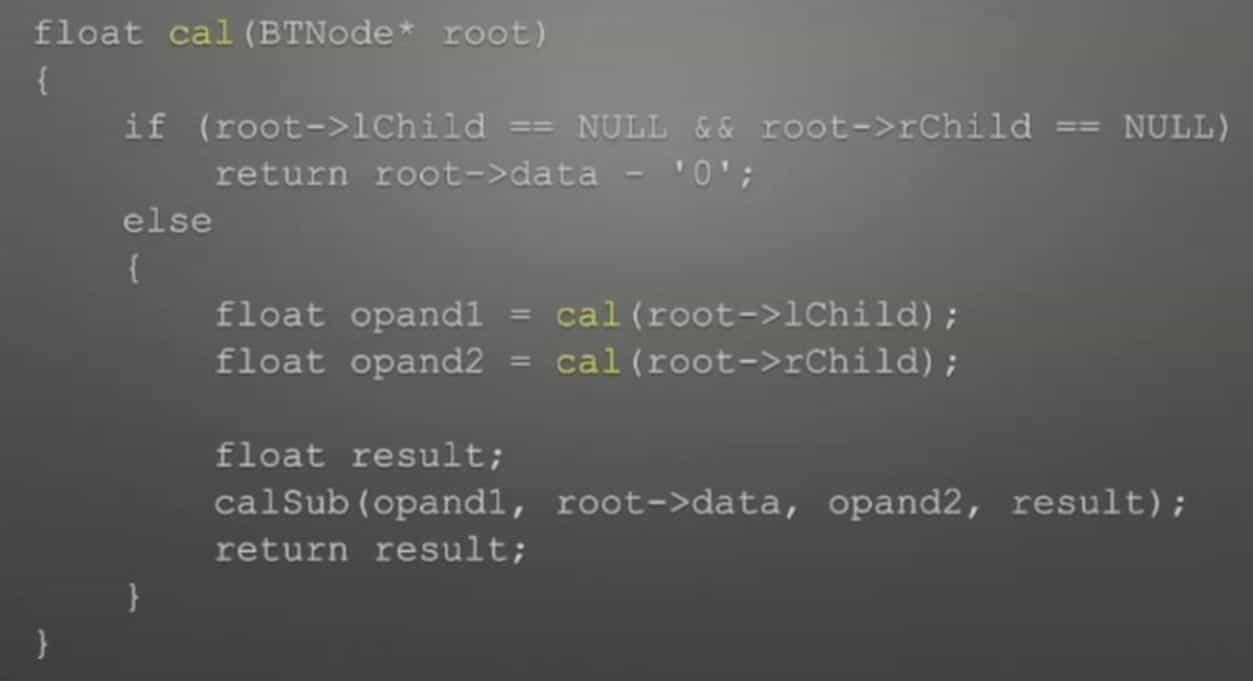 float cal(BTNode* root)
{
    if (root->lChild == NULL && root->rChild == NULL)
        return root->data - '0';
    else
    {
        float opand1 = cal(root->lChild);
        float opand2 = cal(root->rChild);

        float result;
        calSub(opand1, root->data, opand2, result);
        return result;
    }
}